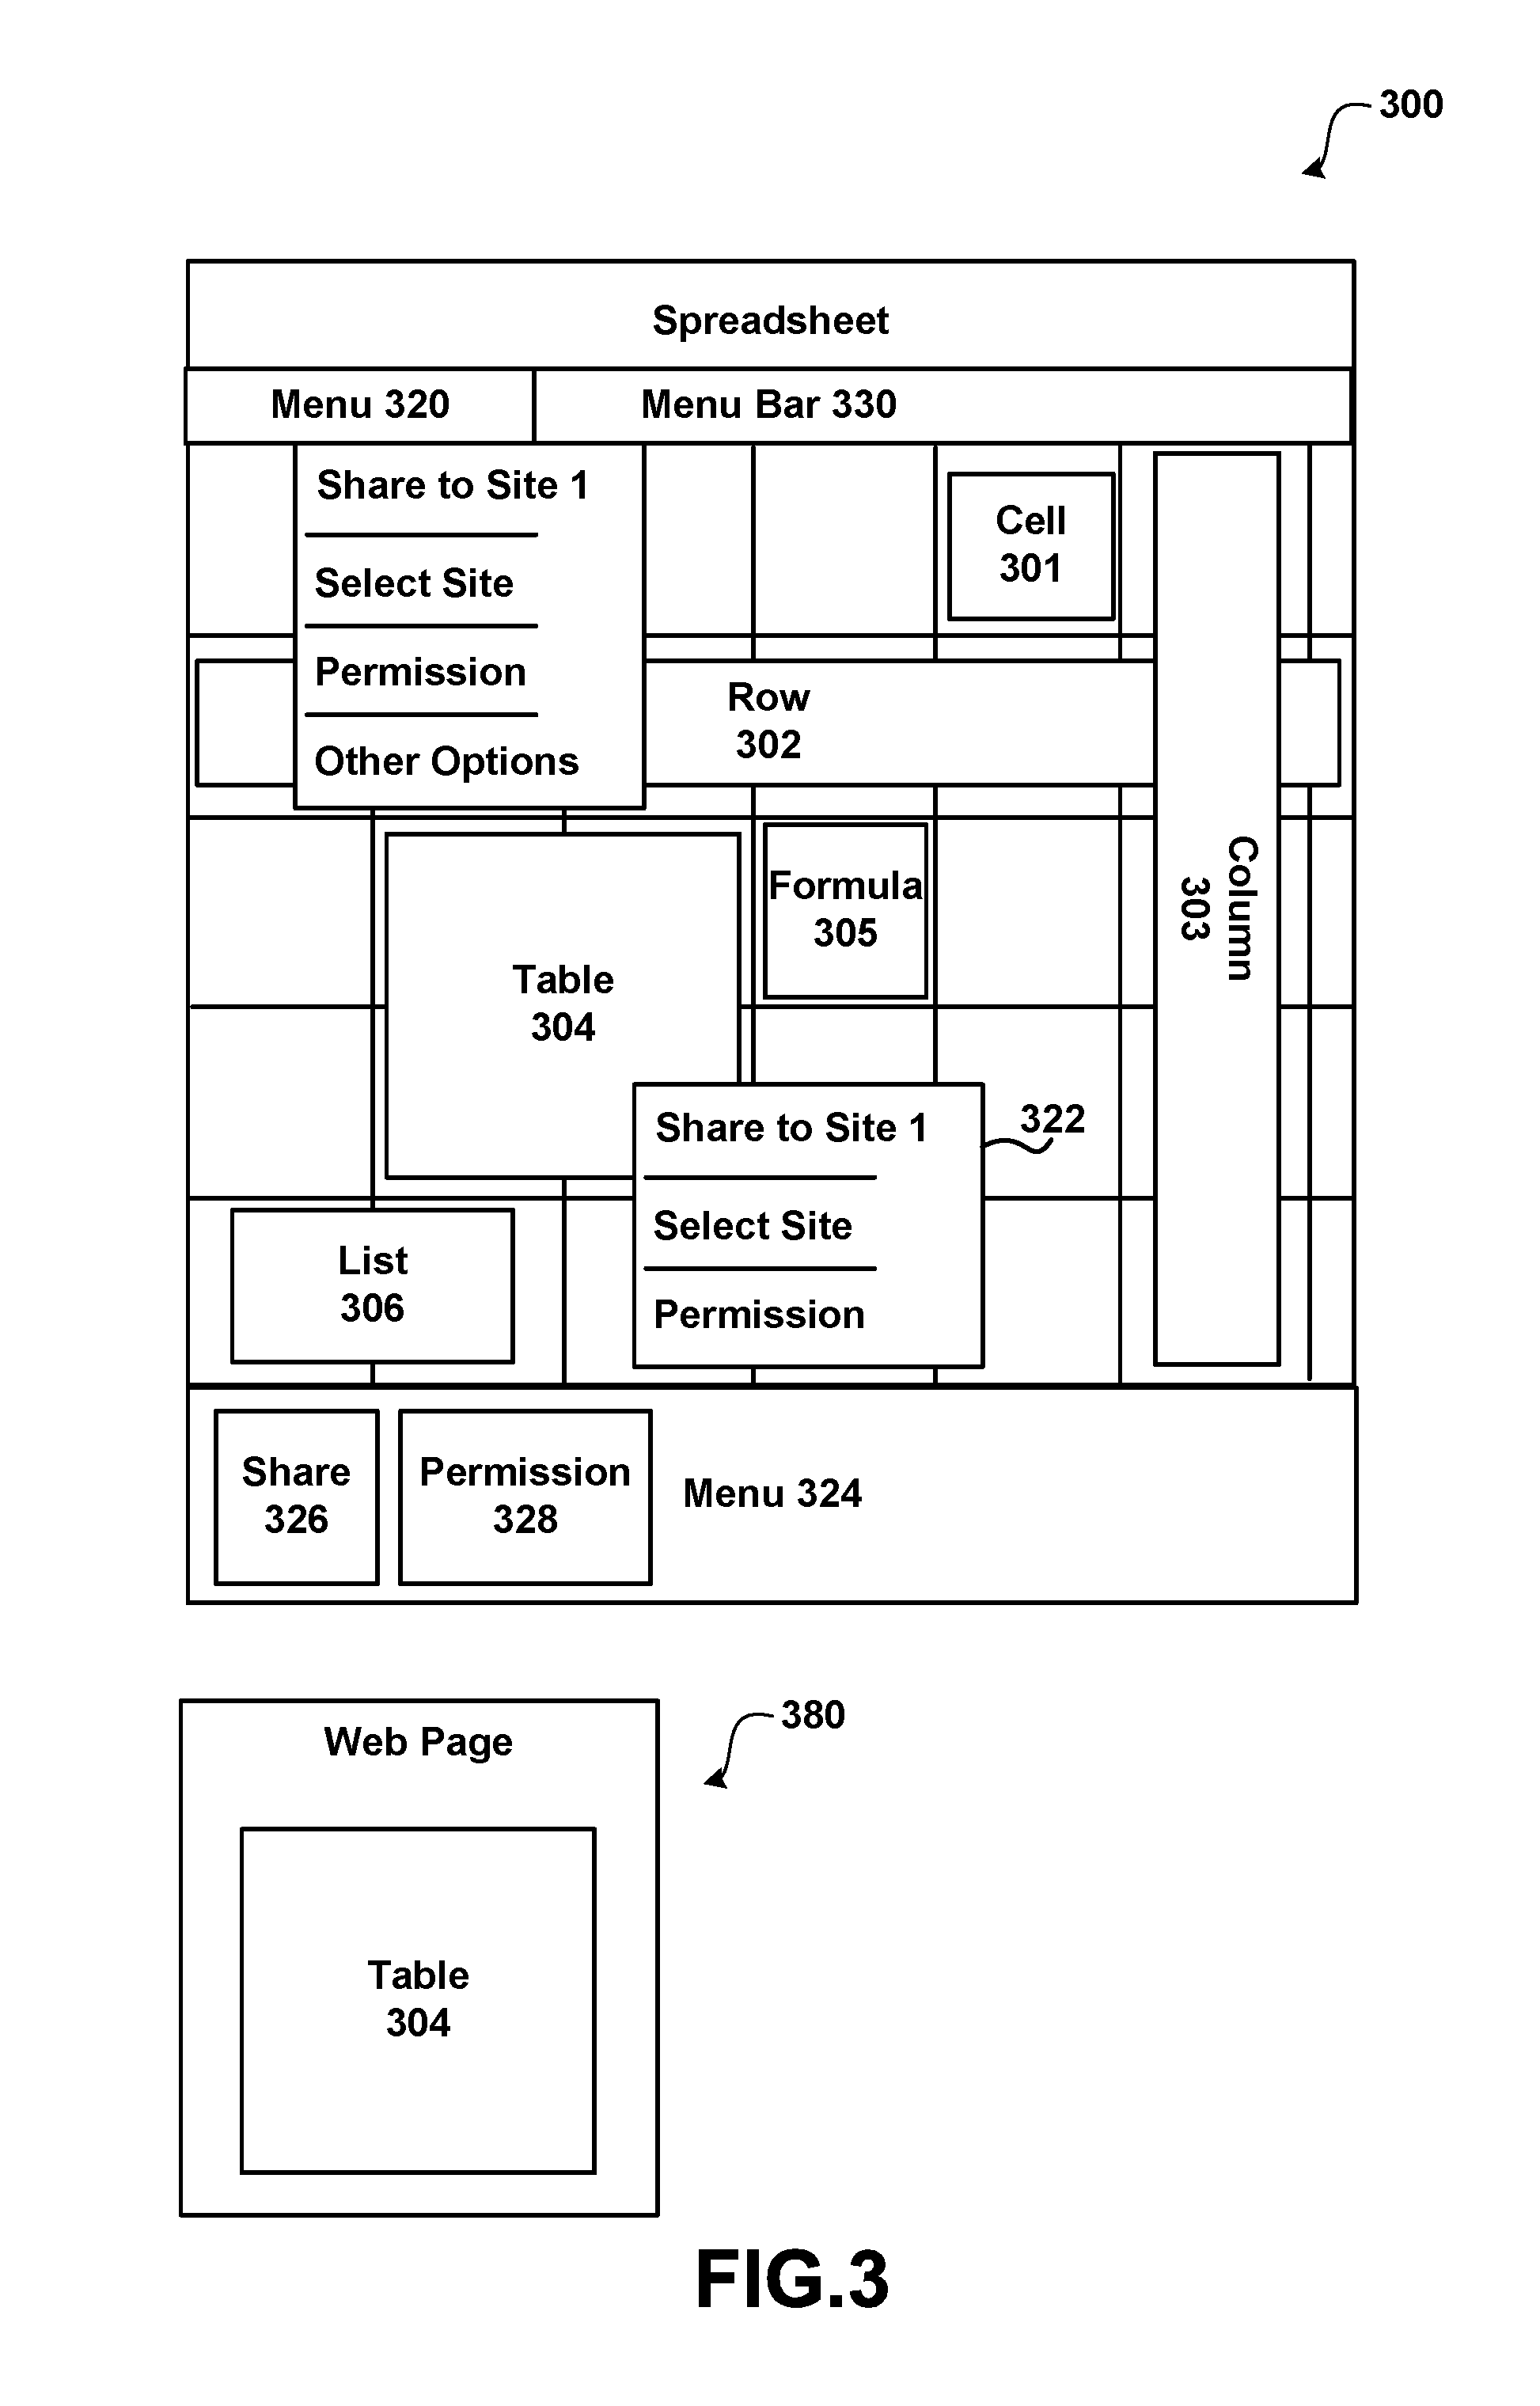 300
Spreadsheet
Menu 320
Menu Bar 330
Share to Site 1
Select Site
Permission
Other Options
Cell
301
Row
302
Column
303
Formula
305
Table
304
Share to Site 1
Select Site
Permission
322
List
306
Share
326
Permission
328
Menu 324
380
Web Page
Table
304
FIG.3